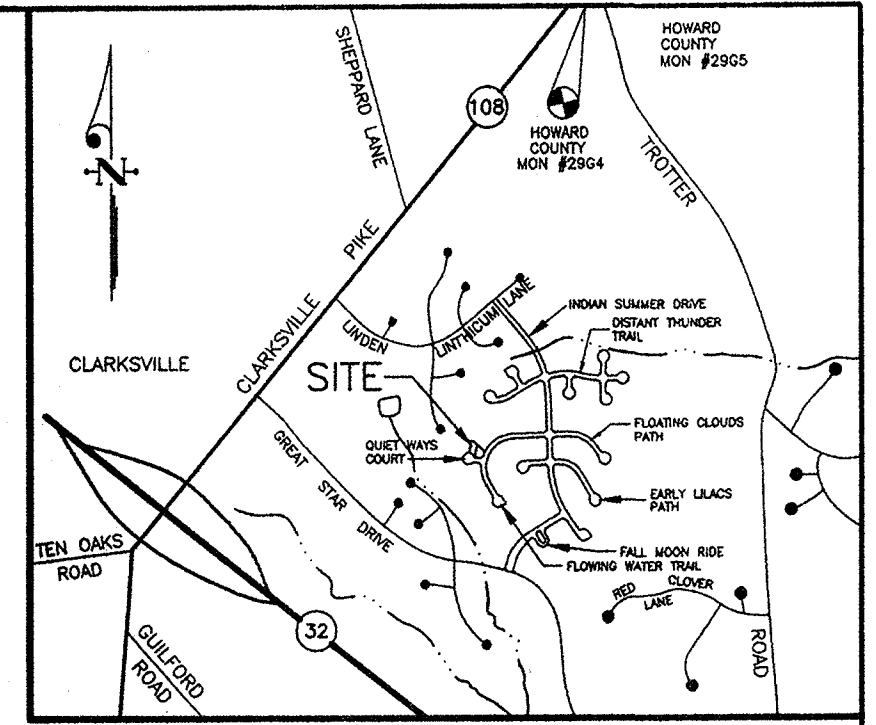 HOWARD
COUNTY
MON #29G5
SHEPPARD LANE
108
HOWARD
COUNTY
MON #29G4
TROTTER
N
PIKE
CLARKSVILLE
LINDEN
LINTHICUM LANE
INDIAN SUMMER DRIVE
DISTANT THUNDER
TRAIL
CLARKSVILLE
SITE
QUIET WAYS
COURT
FLOATING CLOUDS
PATH
GREAT STAR DRIVE
EARLY LILACS
PATH
TEN OAKS
ROAD
FALL MOON RIDE
FLOWING WATER TRAIL
RED CLOVER
LANE
32
GUILFORD
ROAD
ROAD